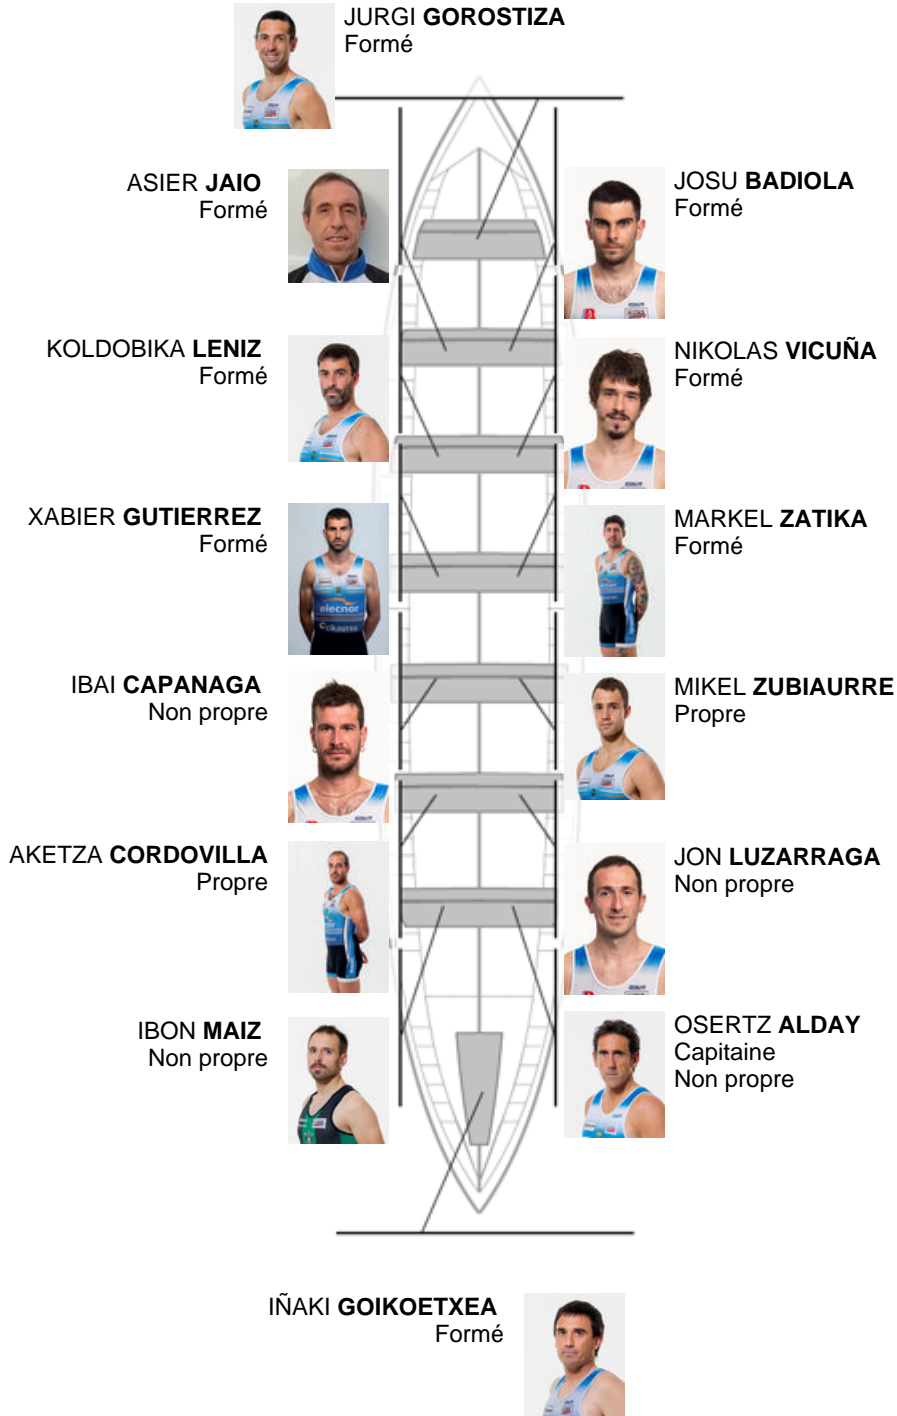 JURGI GOROSTIZA
Formé
ASIER JAIO
Formé
JOSU BADIOLA
Formé
KOLDOBIKA LENIZ
Formé
NIKOLAS VICUÑA
Formé
XABIER GUTIERREZ
Formé
elecnor
cikautxo
MARKEL ZATIKA
Formé
IBAI CAPANAGA
Non propre
MIKEL ZUBIAURRE
Propre
AKETZA CORDOVILLA
Propre
JON LUZARRAGA
Non propre
IBON MAIZ
Non propre
OSERTZ ALDAY
Capitaine
Non propre
IÑAKI GOIKOETXEA
Formé